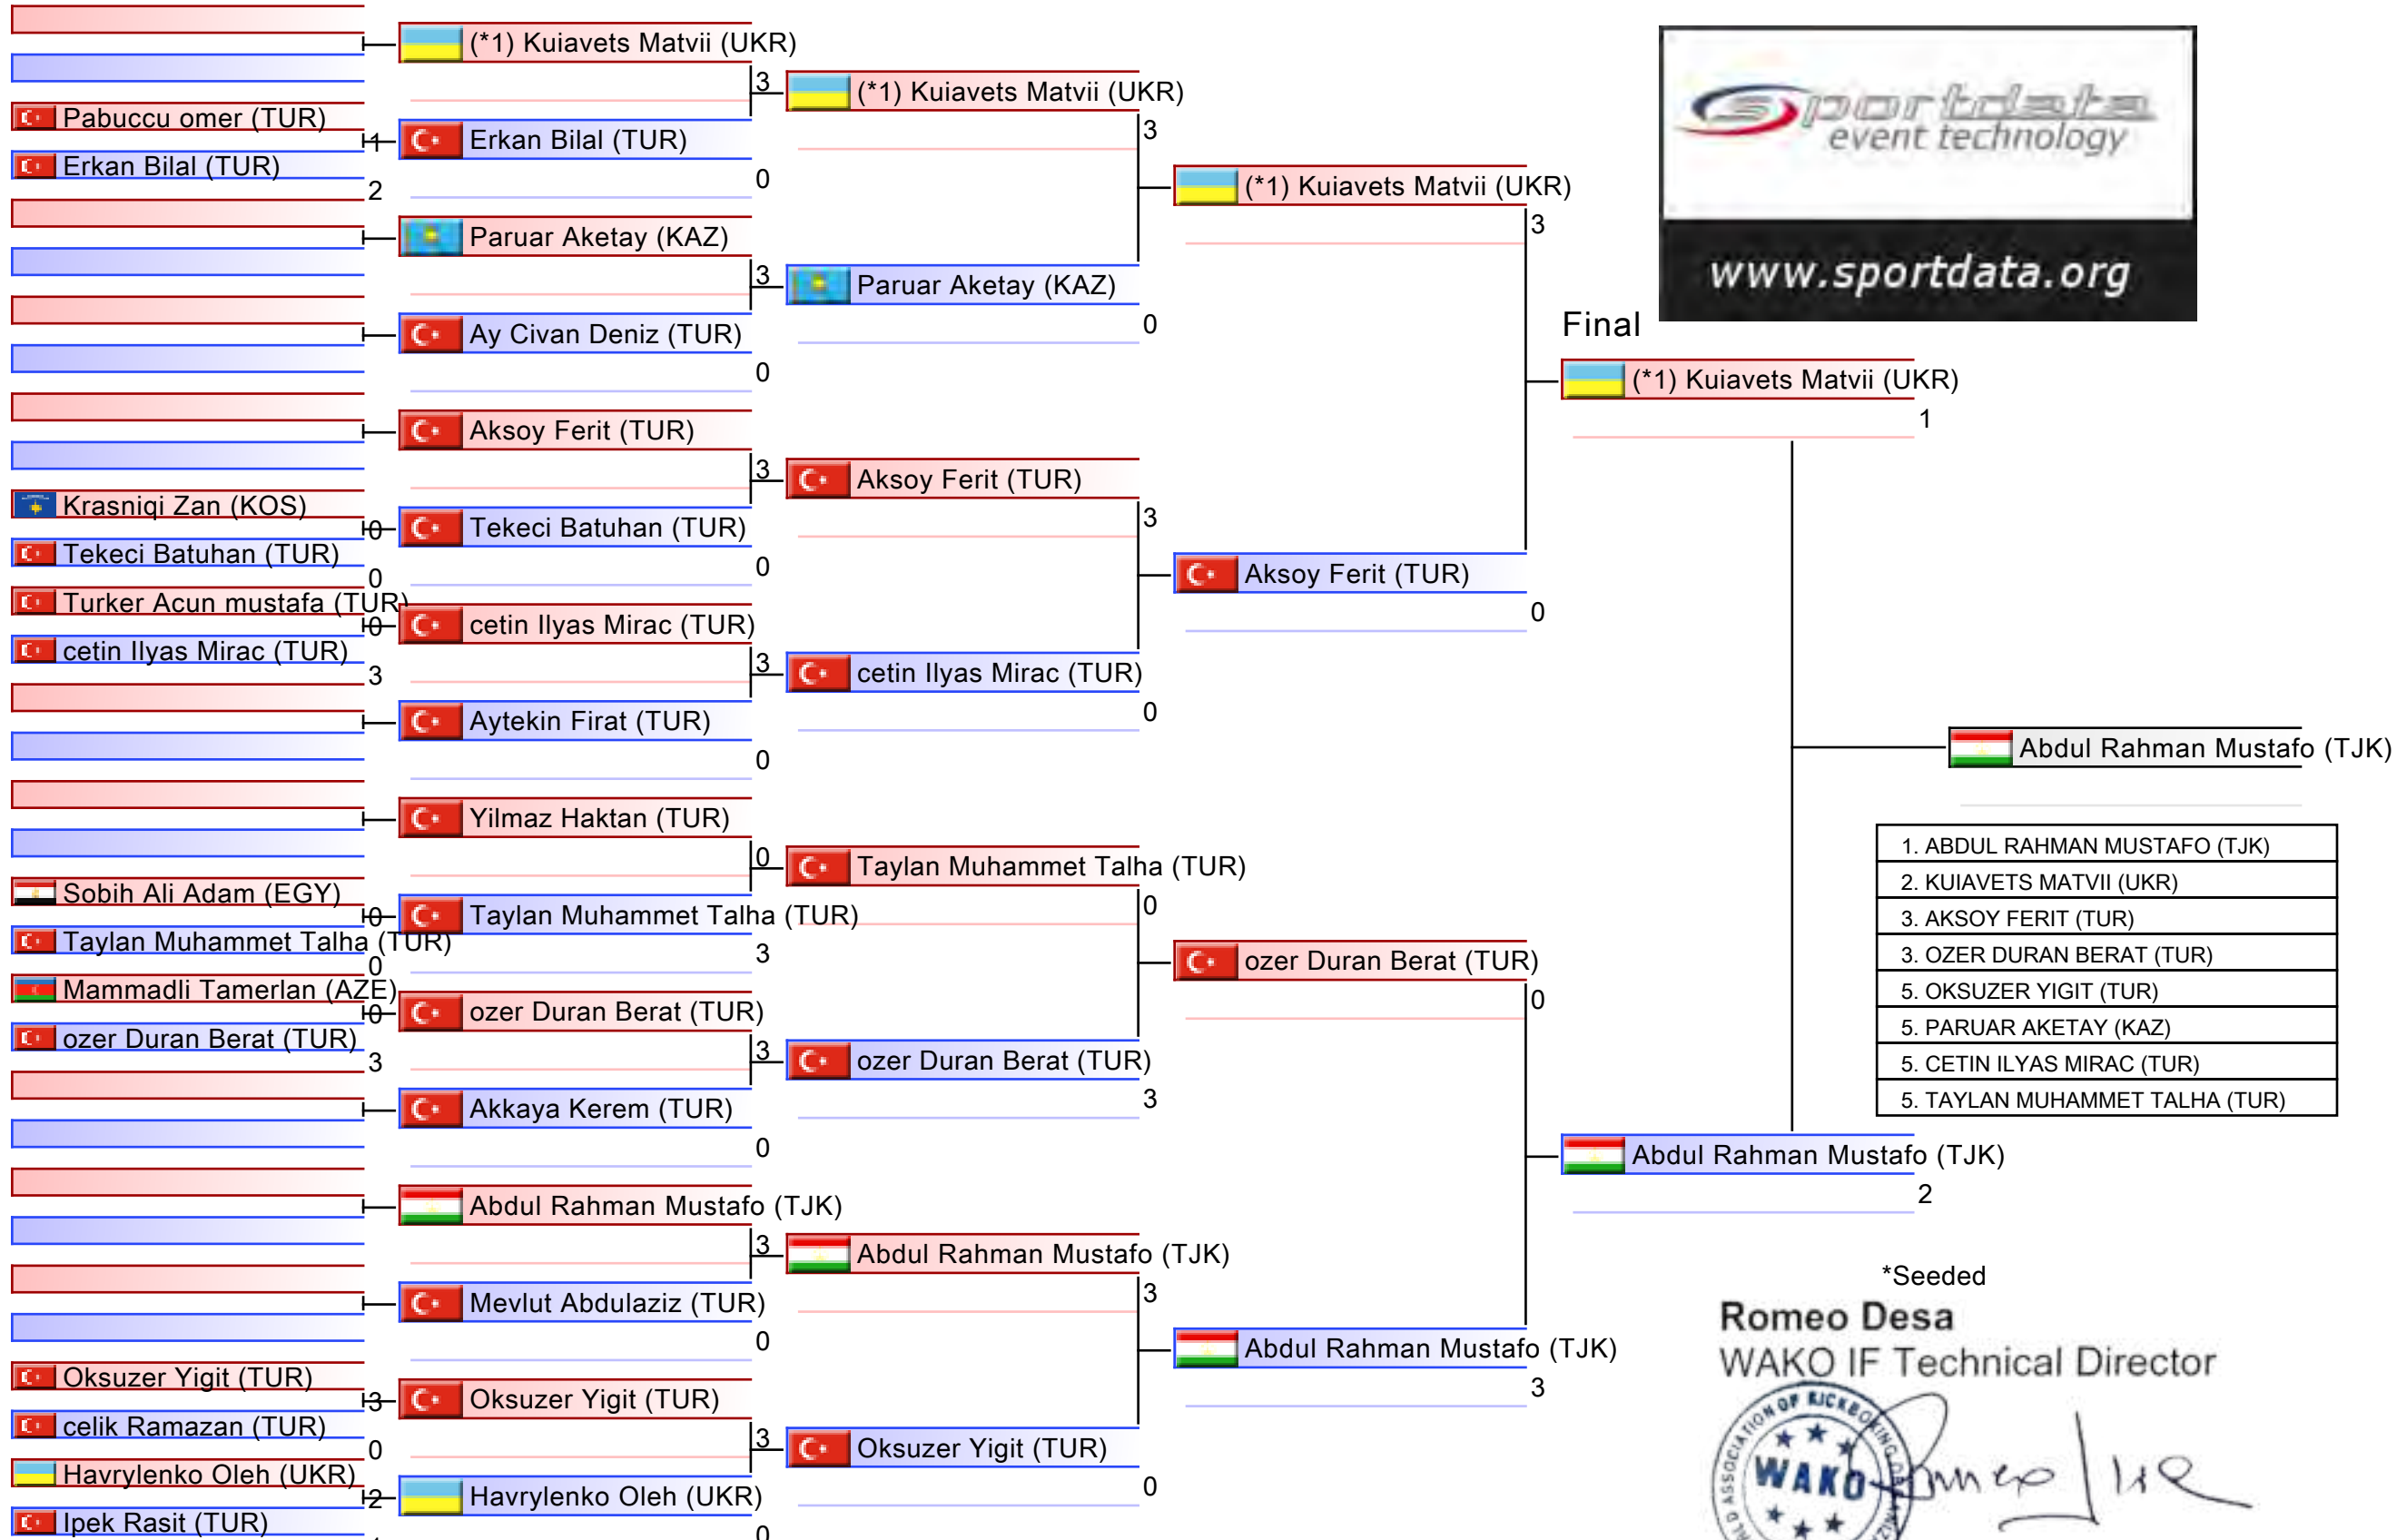 Pabuccu omer (TUR)
1
Erkan Bilal (TUR)
2
Krasniqi Zan (KOS)
0
Tekeci Batuhan (TUR)
0
Turker Acun mustafa (TUR)
0
cetin Ilyas Mirac (TUR)
3
Sobih Ali Adam (EGY)
0
Taylan Muhammet Talha (TUR)
0
Mammadli Tamerlan (AZE)
0
ozer Duran Berat (TUR)
3
Oksuzer Yigit (TUR)
3
celik Ramazan (TUR)
0
Havrylenko Oleh (UKR)
2
Ipek Rasit (TUR)
(*1) Kuiavets Matvii (UKR)
3
Erkan Bilal (TUR)
0
Paruar Aketay (KAZ)
3
Ay Civan Deniz (TUR)
0
Aksoy Ferit (TUR)
3
Tekeci Batuhan (TUR)
0
cetin Ilyas Mirac (TUR)
3
Aytekin Firat (TUR)
0
Yilmaz Haktan (TUR)
0
Taylan Muhammet Talha (TUR)
3
ozer Duran Berat (TUR)
3
Akkaya Kerem (TUR)
0
Abdul Rahman Mustafo (TJK)
3
Mevlut Abdulaziz (TUR)
0
Oksuzer Yigit (TUR)
3
Havrylenko Oleh (UKR)
0
(*1) Kuiavets Matvii (UKR)
3
Paruar Aketay (KAZ)
0
Aksoy Ferit (TUR)
3
cetin Ilyas Mirac (TUR)
0
Taylan Muhammet Talha (TUR)
0
ozer Duran Berat (TUR)
3
Abdul Rahman Mustafo (TJK)
3
Oksuzer Yigit (TUR)
0
(*1) Kuiavets Matvii (UKR)
3
Aksoy Ferit (TUR)
0
ozer Duran Berat (TUR)
0
Abdul Rahman Mustafo (TJK)
3
sportdata
event technology
www.sportdata.org
Final
(*1) Kuiavets Matvii (UKR)
1
Abdul Rahman Mustafo (TJK)
2
Abdul Rahman Mustafo (TJK)
1. ABDUL RAHMAN MUSTAFO (TJK)
2. KUIAVETS MATVII (UKR)
3. AKSOY FERIT (TUR)
3. OZER DURAN BERAT (TUR)
5. OKSUZER YIGIT (TUR)
5. PARUAR AKETAY (KAZ)
5. CETIN ILYAS MIRAC (TUR)
5. TAYLAN MUHAMMET TALHA (TUR)
*Seeded
Romeo Desa
WAKO IF Technical Director
ASSOCIATION OF KICKBOXING
WAKO